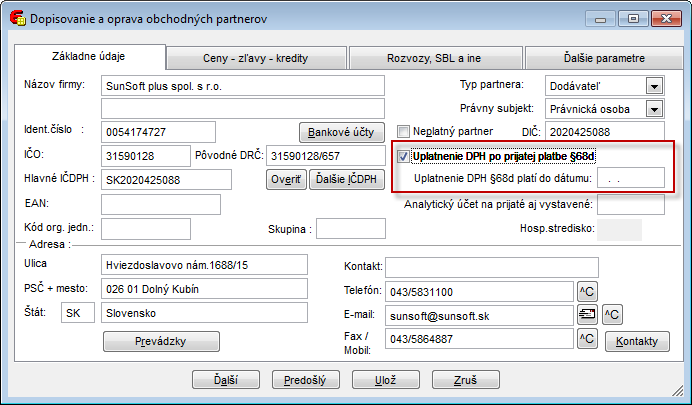 Dopisovanie a oprava obchodných partnerov
Základne údaje
Ceny - zľavy - kredity
Rozvozy, SBL a ine
Ďalšie parametre
Názov firmy: SunSoft plus spol. s r.o. Typ partnera: Dodávateľ
Právny subjekt: Právnická osoba
Ident.číslo : 0054174727 Bankové účty Neplatný partner DIČ: 2020425088
IČO: 31590128 Pôvodné DRČ: 31590128/657 Uplatnenie DPH po prijatej platbe §68d
Hlavné IČDPH : SK2020425088 Overiť Ďalšie IČDPH Uplatnenie DPH §68d platí do dátumu: . .
EAN: Analytický účet na prijaté aj vystavené:
Kód org. jedn.: Skupina : Hosp.stredisko:
Adresa :
Ulica Hviezdoslavovo nám.1688/15 Kontakt:
PSČ + mesto: 026 01 Dolný Kubín Telefón: 043/5831100 ^C
Štát: SK Slovensko E-mail: sunsoft@sunsoft.sk ^C
Prevádzky Fax / Mobil: 043/5864887 ^C Kontakty
Ďalší Predošlý Ulož Zruš